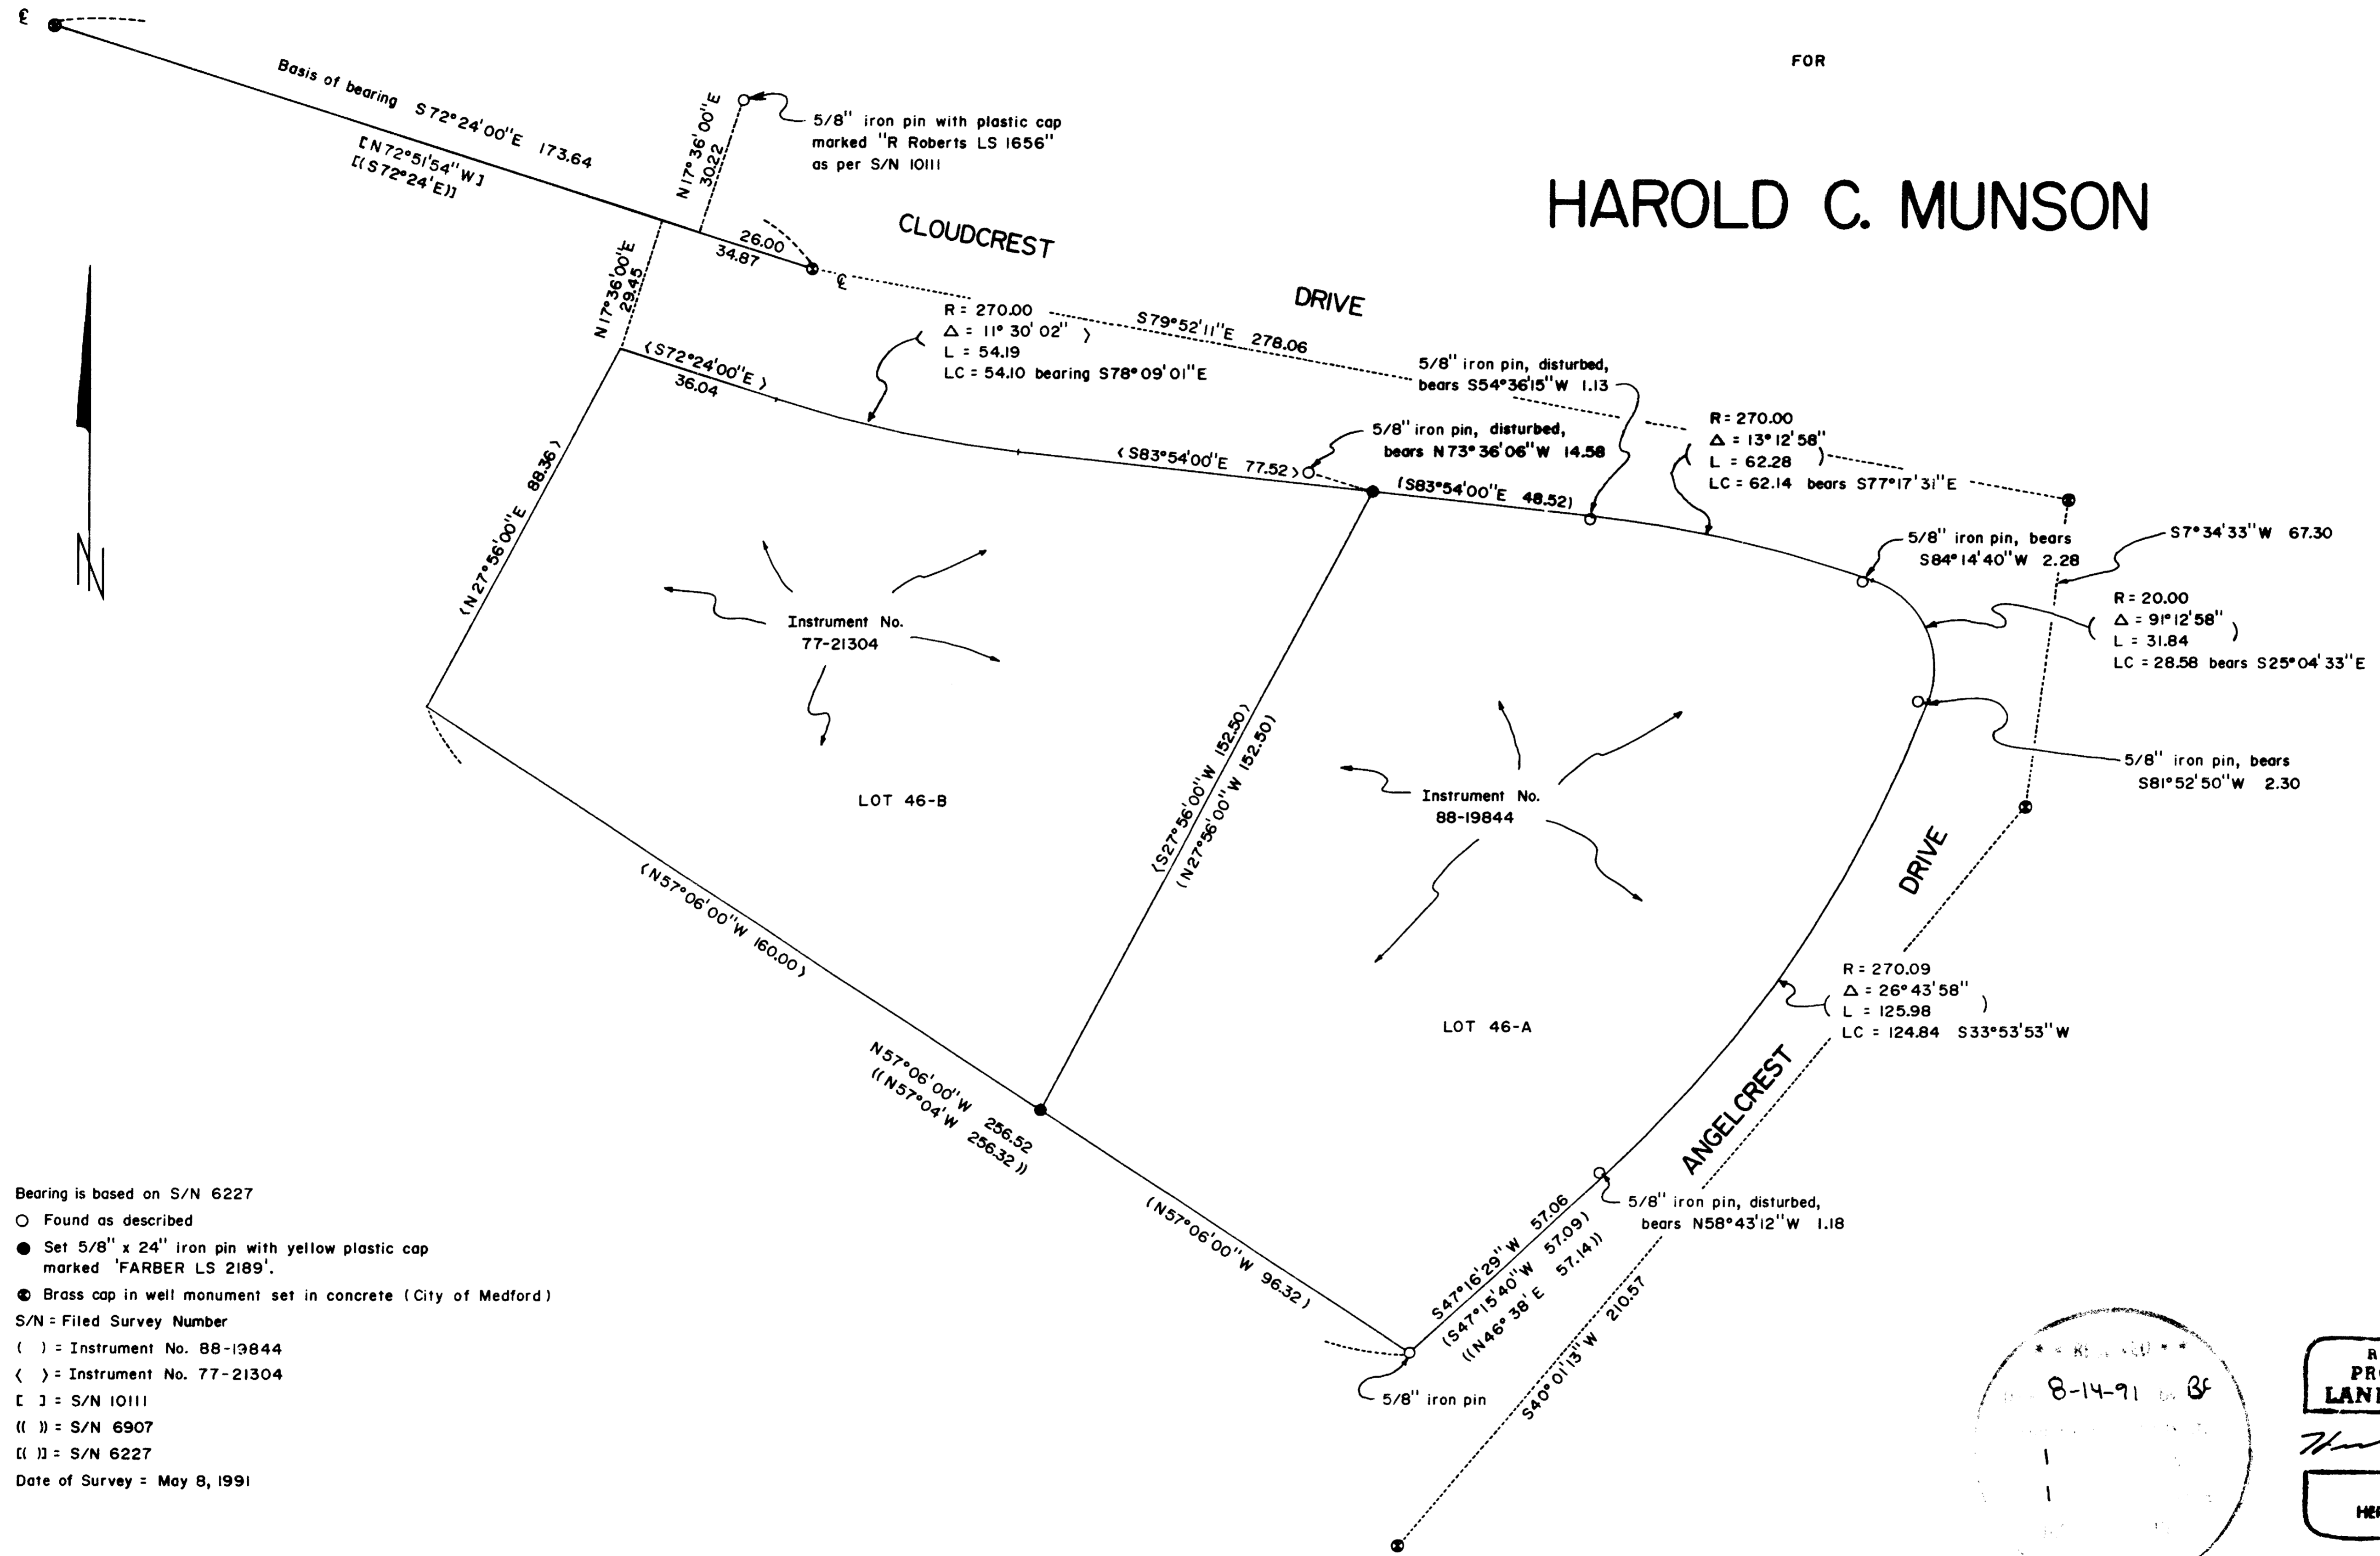 FOR
HAROLD C. MUNSON
℄
Basis of bearing S72°24'00"E 173.64
[N72°51'54"W]
[(S72°24'E)]
N17°36'00"E
30.22
5/8" iron pin with plastic cap
marked "R Roberts LS 1656"
as per S/N 10111
CLOUDCREST
DRIVE
26.00
34.87
℄
N17°36'00"E
29.45
R = 270.00
Δ = 11° 30' 02" ⟩
⟨
L = 54.19
LC = 54.10 bearing S78°09'01"E
S79°52'11"E 278.06
⟨S72°24'00"E⟩
36.04
5/8" iron pin, disturbed,
bears S54°36'15"W 1.13
5/8" iron pin, disturbed,
bears N73°36'06"W 14.58
⟨S83°54'00"E 77.52⟩
(S83°54'00"E 48.52)
R = 270.00
Δ = 13°12'58"
( L = 62.28 )
LC = 62.14 bears S77°17'31"E
5/8" iron pin, bears
S84°14'40"W 2.28
S7°34'33"W 67.30
R = 20.00
Δ = 91°12'58"
( L = 31.84 )
LC = 28.58 bears S25°04'33"E
5/8" iron pin, bears
S81°52'50"W 2.30
⟨N27°56'00"E 88.36⟩
Instrument No.
77-21304
LOT 46-B
⟨S27°56'00"W 152.50⟩
(N27°56'00"W 152.50)
Instrument No.
88-19844
LOT 46-A
DRIVE
ANGELCREST
R = 270.09
Δ = 26°43'58"
( L = 125.98 )
LC = 124.84 S33°53'53"W
⟨N57°06'00"W 160.00⟩
N57°06'00"W 256.52
((N57°04'W 256.32))
(N57°06'00"W 96.32)
5/8" iron pin, disturbed,
bears N58°43'12"W 1.18
S47°16'29"W 57.06
(S47°15'40"W 57.09)
((N46°38'E 57.14))
S40°01'13"W 210.57
5/8" iron pin
N
Bearing is based on S/N 6227
○ Found as described
● Set 5/8" x 24" iron pin with yellow plastic cap
marked 'FARBER LS 2189'.
Brass cap in well monument set in concrete (City of Medford)
S/N = Filed Survey Number
( ) = Instrument No. 88-19844
⟨ ⟩ = Instrument No. 77-21304
[ ] = S/N 10111
(( )) = S/N 6907
[( )] = S/N 6227
Date of Survey = May 8, 1991
8-14-91